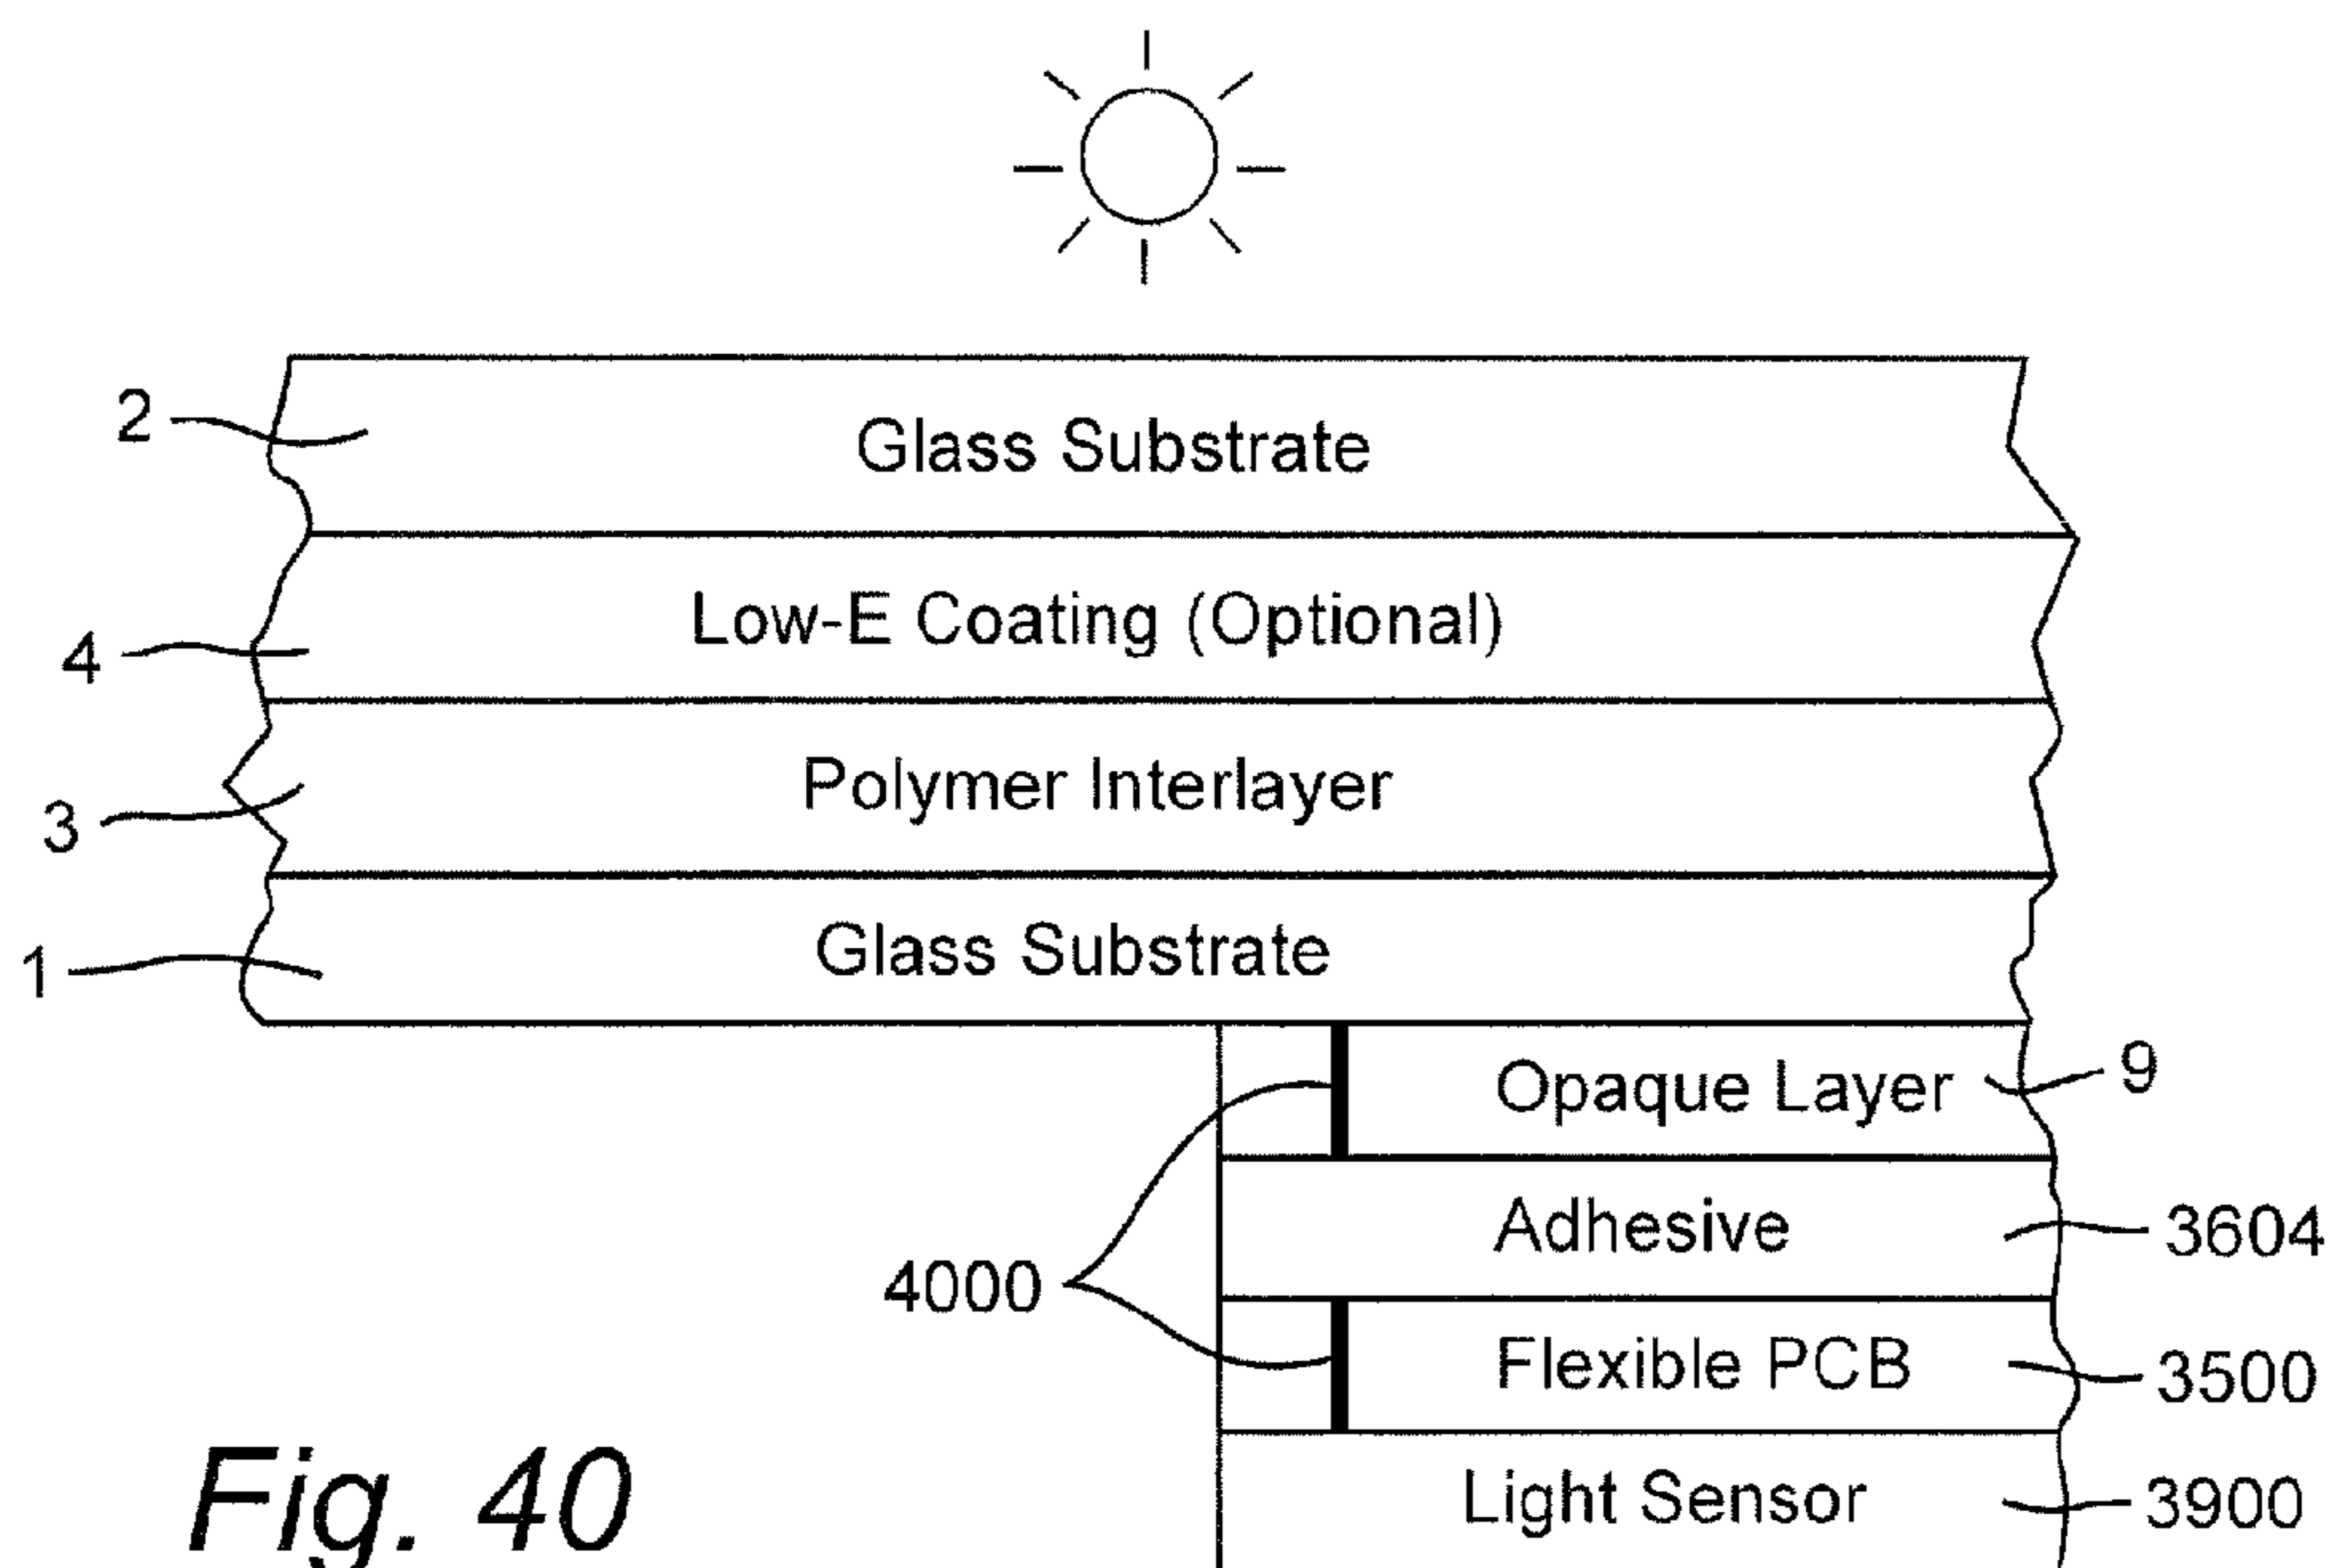 2
Glass Substrate
4
Low-E Coating (Optional)
3
Polymer Interlayer
1
Glass Substrate
Opaque Layer
9
Adhesive
3604
4000
Flexible PCB
3500
Light Sensor
3900
Fig. 40